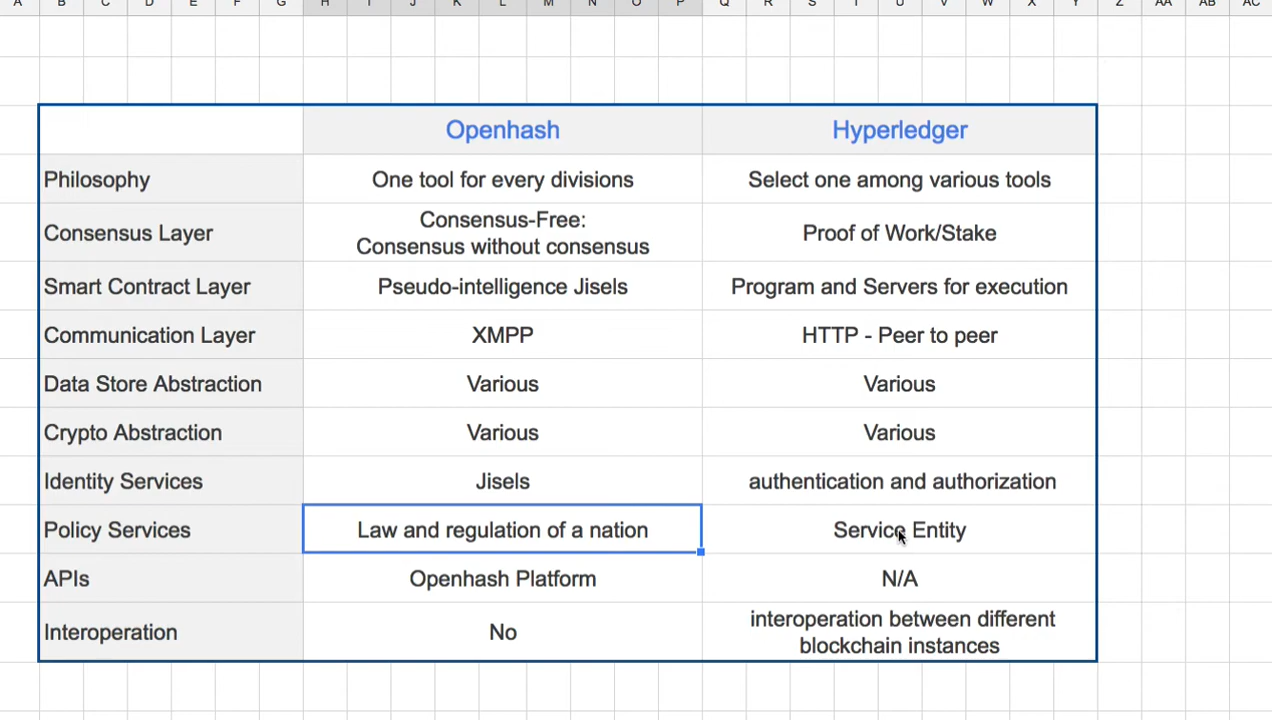 A B C D E F G H I J K L M N O P Q R S T U V W X Y Z AA AB AC
Openhash Hyperledger
Philosophy One tool for every divisions Select one among various tools
Consensus Layer Consensus-Free: Proof of Work/Stake
Consensus without consensus
Smart Contract Layer Pseudo-intelligence Jisels Program and Servers for execution
Communication Layer XMPP HTTP - Peer to peer
Data Store Abstraction Various Various
Crypto Abstraction Various Various
Identity Services Jisels authentication and authorization
Policy Services Law and regulation of a nation Service Entity
APIs Openhash Platform N/A
Interoperation No interoperation between different
blockchain instances